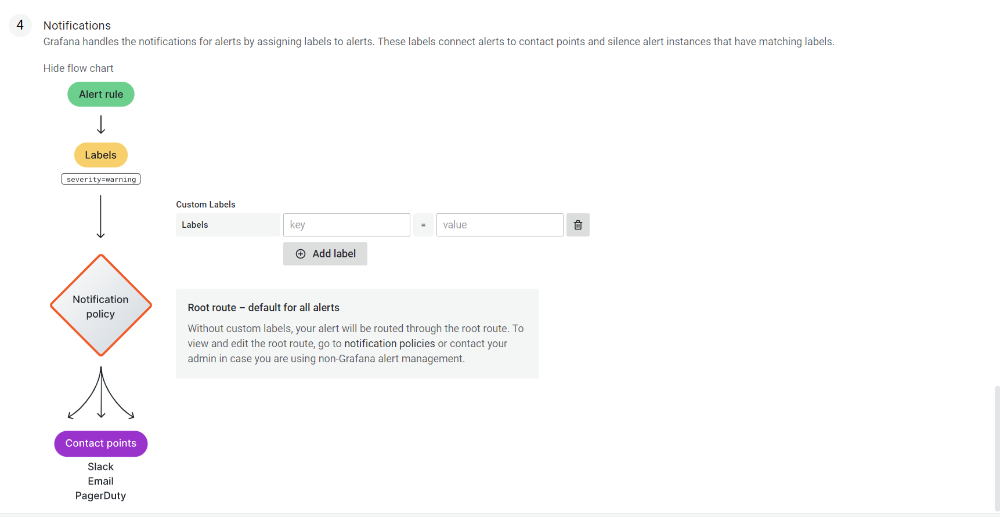 4
Notifications
Grafana handles the notifications for alerts by assigning labels to alerts. These labels connect alerts to contact points and silence alert instances that have matching labels.
Hide flow chart
Alert rule
Labels
severity=warning
Custom Labels
Labels key = value
Add label
Notification
policy
Root route – default for all alerts
Without custom labels, your alert will be routed through the root route. To
view and edit the root route, go to notification policies or contact your
admin in case you are using non-Grafana alert management.
Contact points
Slack
Email
PagerDuty